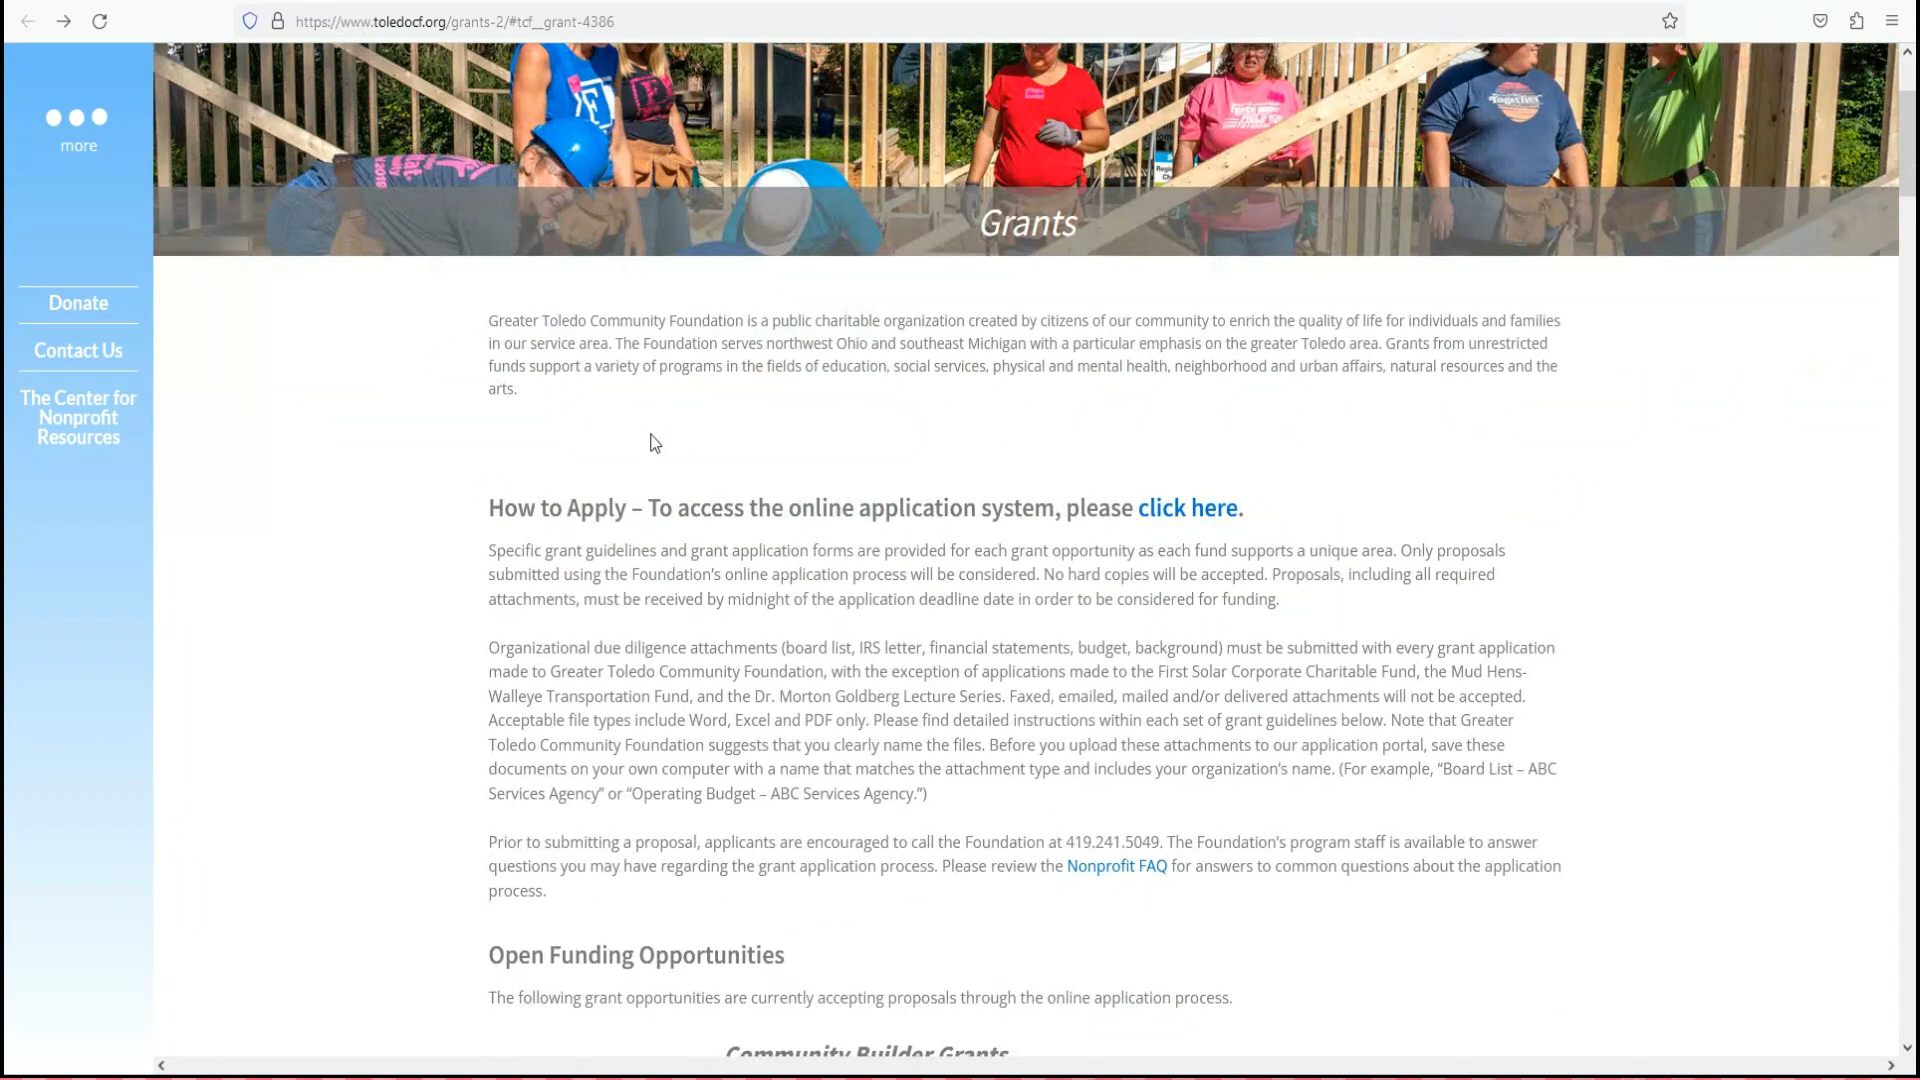 https://www.toledocf.org/grants-2/#tcf__grant-4386
more
Donate
Contact Us
The Center for
Nonprofit
Resources
Together
Grants
Greater Toledo Community Foundation is a public charitable organization created by citizens of our community to enrich the quality of life for individuals and families
in our service area. The Foundation serves northwest Ohio and southeast Michigan with a particular emphasis on the greater Toledo area. Grants from unrestricted
funds support a variety of programs in the fields of education, social services, physical and mental health, neighborhood and urban affairs, natural resources and the
arts.
How to Apply – To access the online application system, please click here.
Specific grant guidelines and grant application forms are provided for each grant opportunity as each fund supports a unique area. Only proposals
submitted using the Foundation's online application process will be considered. No hard copies will be accepted. Proposals, including all required
attachments, must be received by midnight of the application deadline date in order to be considered for funding.
Organizational due diligence attachments (board list, IRS letter, financial statements, budget, background) must be submitted with every grant application
made to Greater Toledo Community Foundation, with the exception of applications made to the First Solar Corporate Charitable Fund, the Mud Hens-
Walleye Transportation Fund, and the Dr. Morton Goldberg Lecture Series. Faxed, emailed, mailed and/or delivered attachments will not be accepted.
Acceptable file types include Word, Excel and PDF only. Please find detailed instructions within each set of grant guidelines below. Note that Greater
Toledo Community Foundation suggests that you clearly name the files. Before you upload these attachments to our application portal, save these
documents on your own computer with a name that matches the attachment type and includes your organization's name. (For example, “Board List – ABC
Services Agency” or “Operating Budget – ABC Services Agency.”)
Prior to submitting a proposal, applicants are encouraged to call the Foundation at 419.241.5049. The Foundation's program staff is available to answer
questions you may have regarding the grant application process. Please review the Nonprofit FAQ for answers to common questions about the application
process.
Open Funding Opportunities
The following grant opportunities are currently accepting proposals through the online application process.
Community Builder Grants